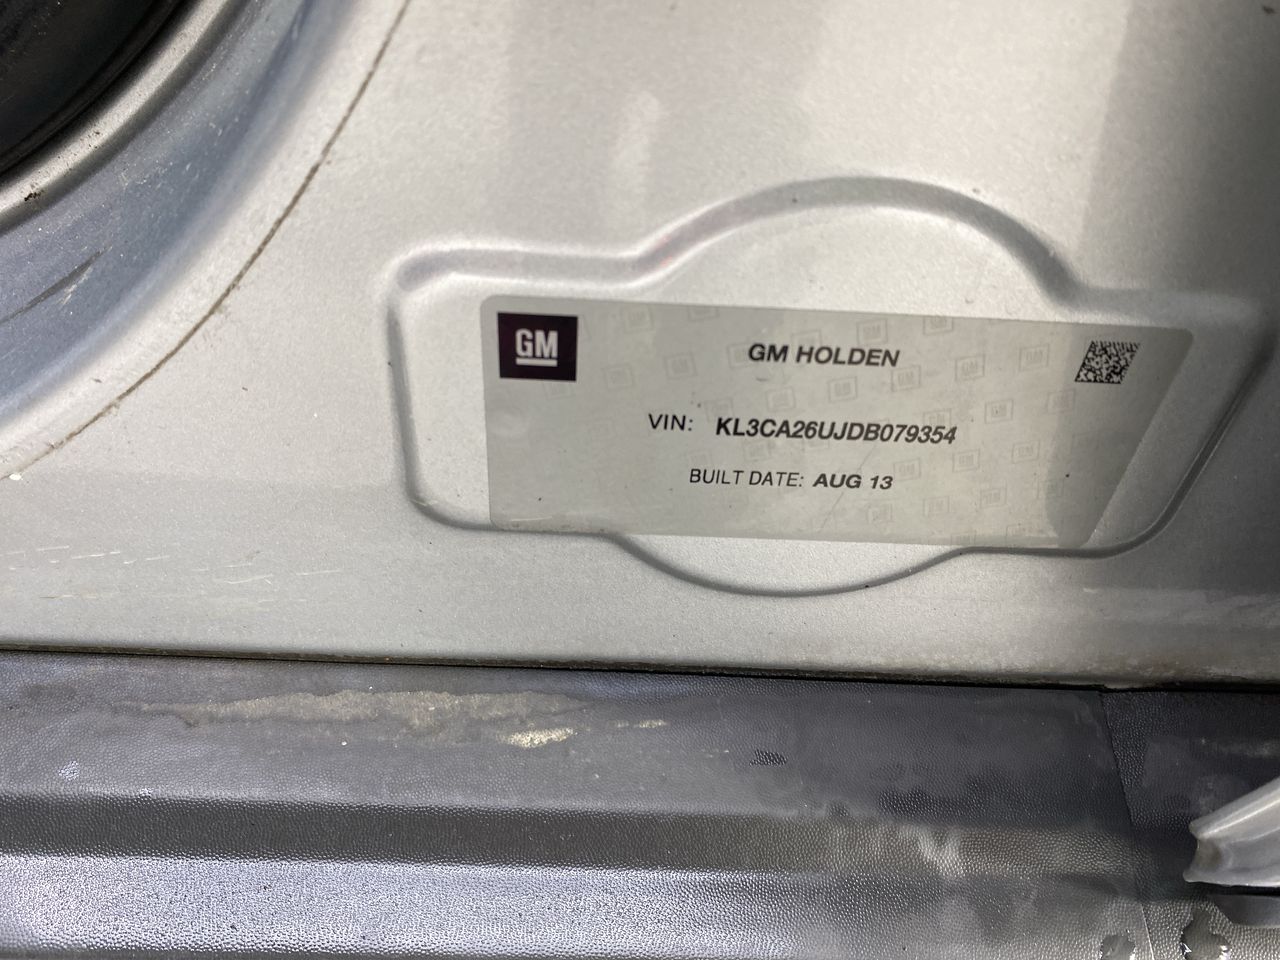 GM
GM HOLDEN
VIN: KL3CA26UJDB079354
BUILT DATE: AUG 13